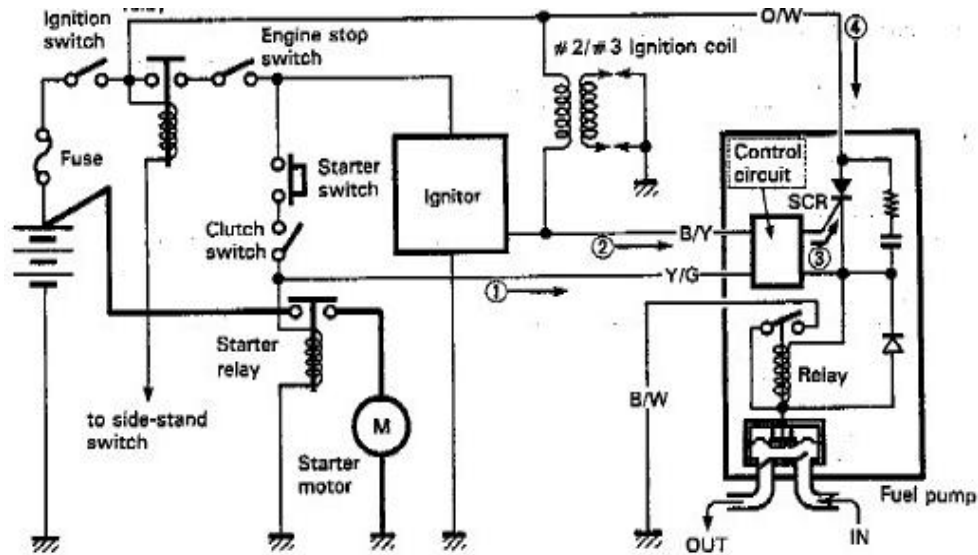 Ignition
switch
Engine stop
switch
O/W
④
#2/#3 Ignition coil
Fuse
Starter
switch
Ignitor
Control
circuit
SCR
Clutch
switch
②
B/Y
③
①
Y/G
Starter
relay
Relay
B/W
to side-stand
switch
M
Starter
motor
Fuel pump
OUT
IN